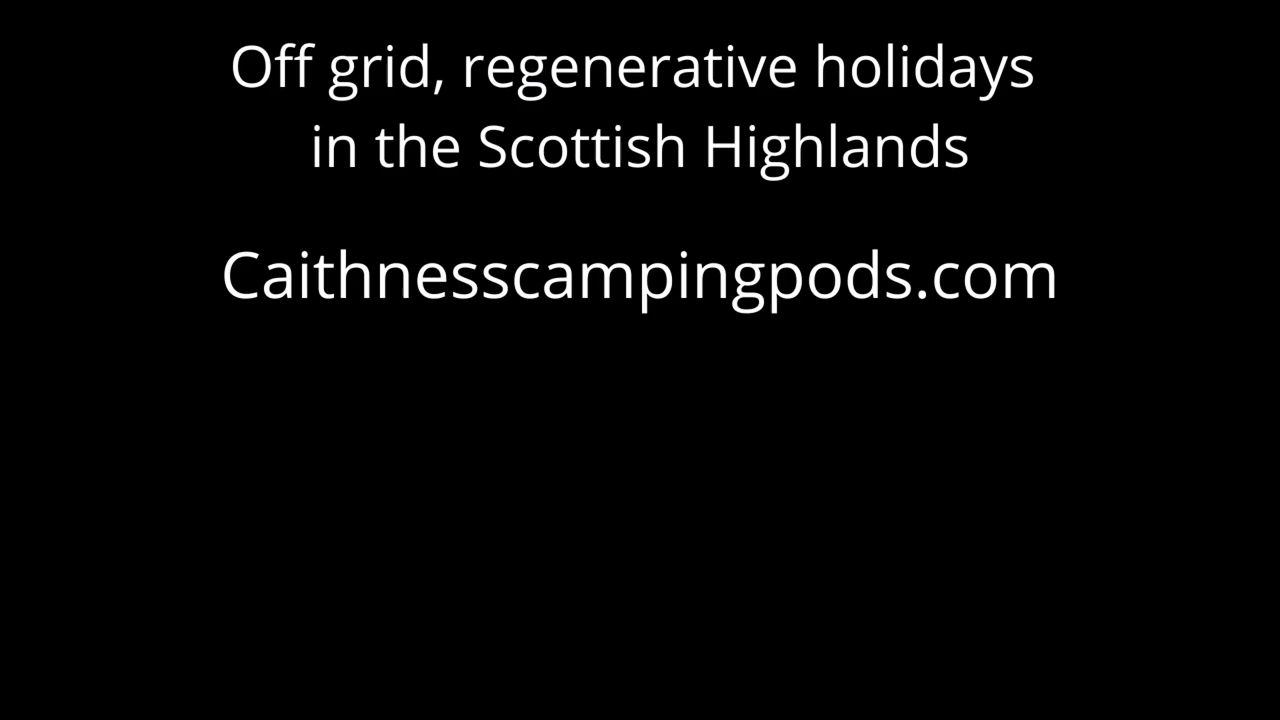 Off grid, regenerative holidays
in the Scottish Highlands
Caithnesscampingpods.com